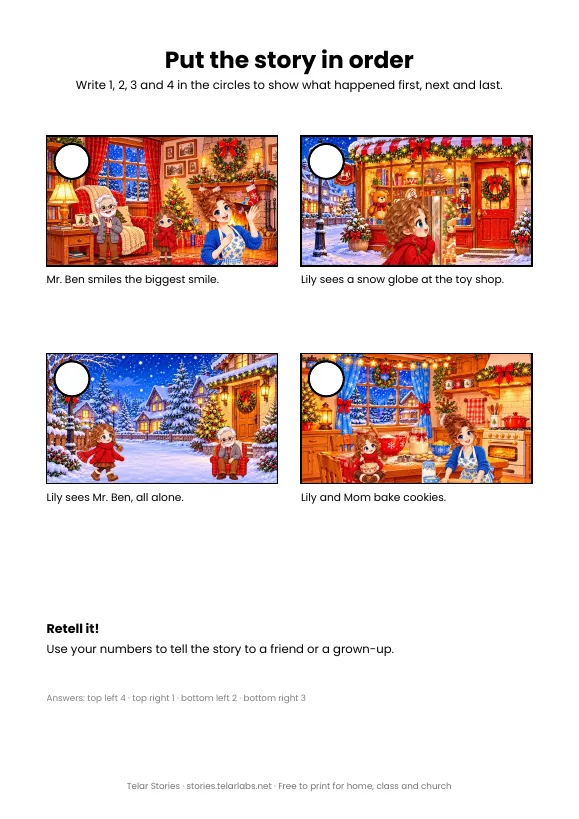 Put the story in order
Write 1, 2, 3 and 4 in the circles to show what happened first, next and last.
Mr. Ben smiles the biggest smile.
Lily sees a snow globe at the toy shop.
Lily sees Mr. Ben, all alone.
Lily and Mom bake cookies.
Retell it!
Use your numbers to tell the story to a friend or a grown-up.
Answers: top left 4 · top right 1 · bottom left 2 · bottom right 3
Telar Stories · stories.telarlabs.net · Free to print for home, class and church